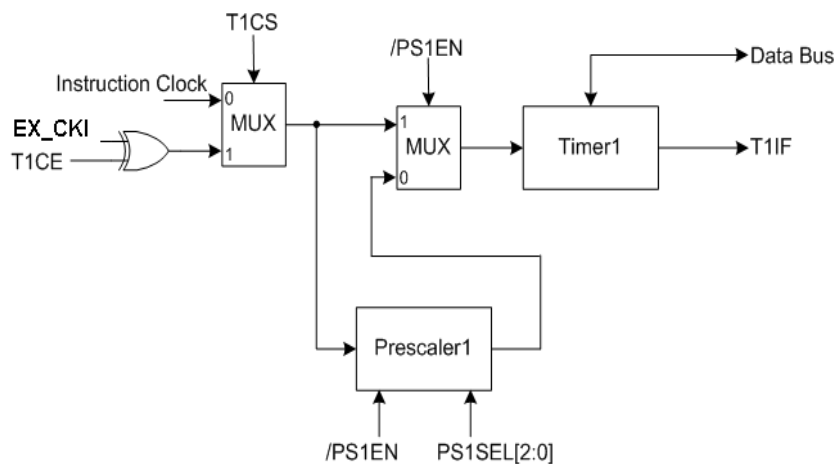 T1CS
/PS1EN
Data Bus
Instruction Clock
0
MUX
1
EX_CKI
T1CE
1
MUX
0
Timer1
T1IF
Prescaler1
/PS1EN
PS1SEL[2:0]